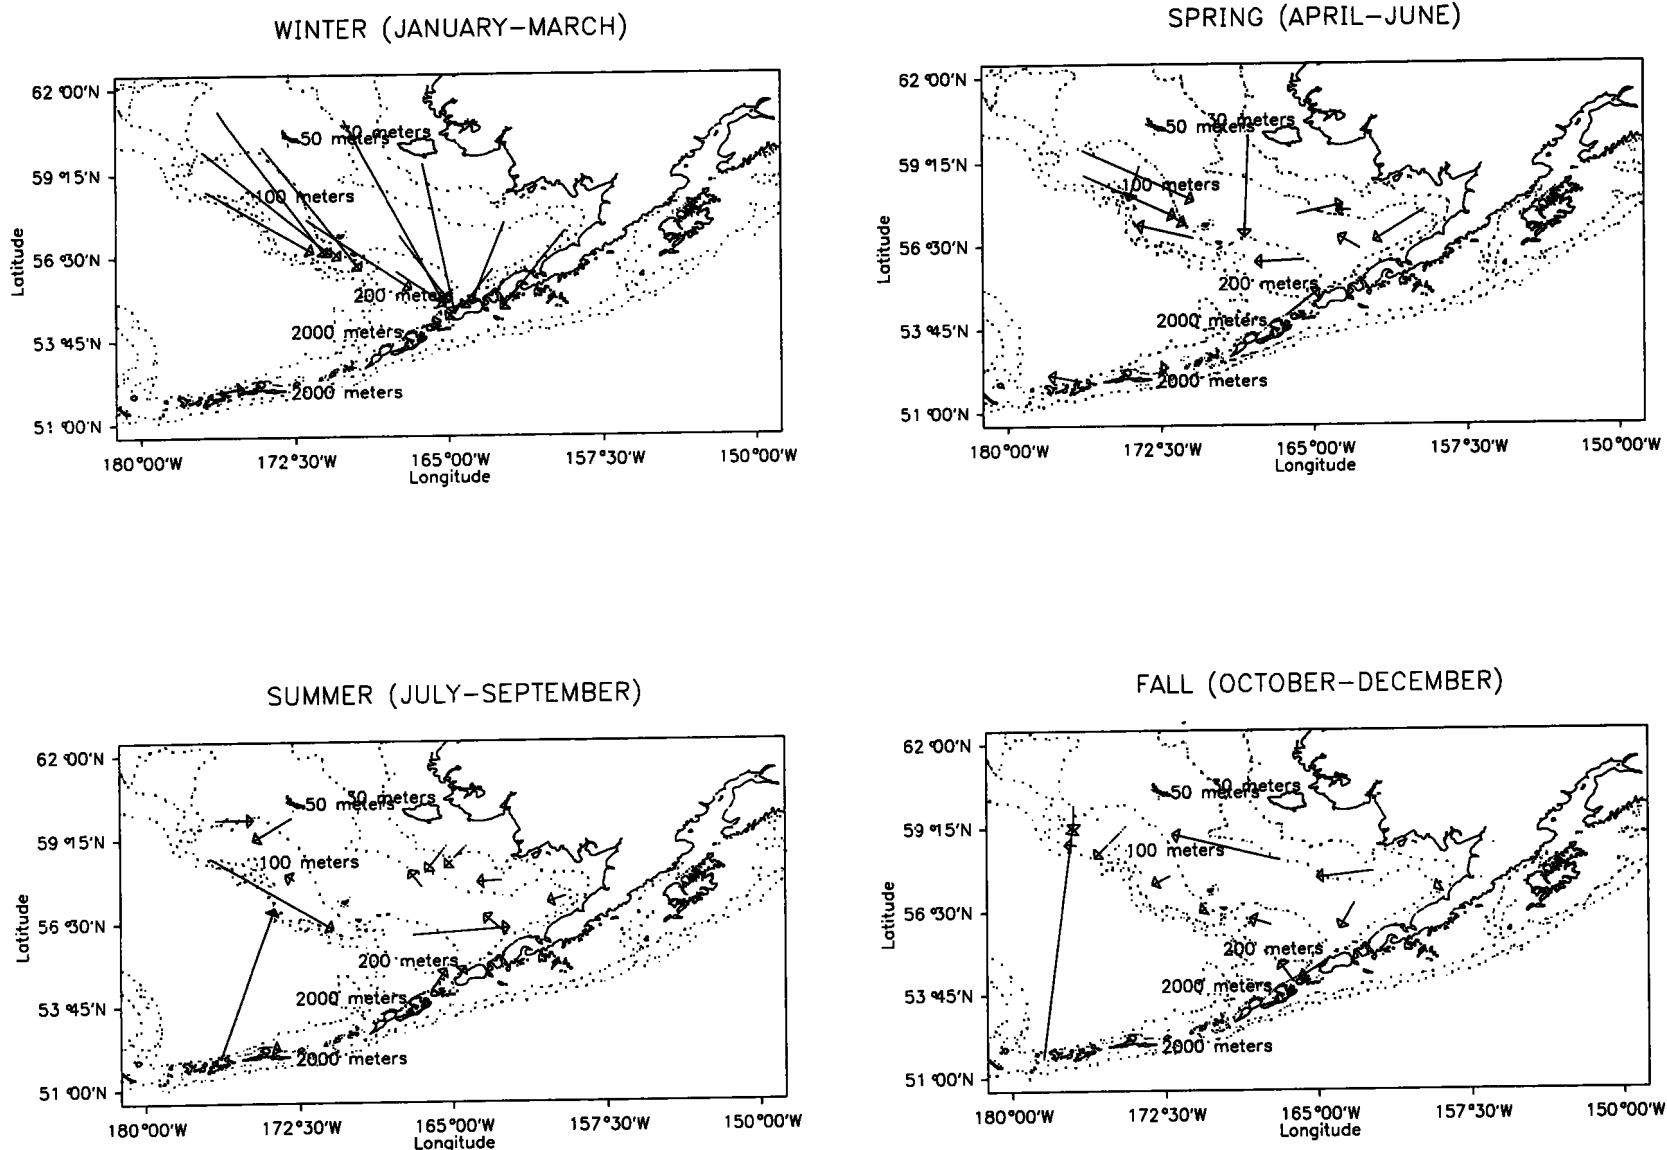 WINTER (JANUARY-MARCH)
62 °00'N
59 °15'N
56 °30'N
53 °45'N
51 °00'N
Latitude
30 meters
50 meters
100 meters
200 meters
2000 meters
2000 meters
180°00'W
172°30'W
165°00'W
157°30'W
150°00'W
Longitude
SPRING (APRIL-JUNE)
62 °00'N
59 °15'N
56 °30'N
53 °45'N
51 °00'N
Latitude
30 meters
50 meters
100 meters
200 meters
2000 meters
2000 meters
180°00'W
172°30'W
165°00'W
157°30'W
150°00'W
Longitude
SUMMER (JULY-SEPTEMBER)
62 °00'N
59 °15'N
56 °30'N
53 °45'N
51 °00'N
Latitude
30 meters
50 meters
100 meters
200 meters
2000 meters
2000 meters
180°00'W
172°30'W
165°00'W
157°30'W
150°00'W
Longitude
FALL (OCTOBER-DECEMBER)
62 °00'N
59 °15'N
56 °30'N
53 °45'N
51 °00'N
Latitude
30 meters
50 meters
100 meters
200 meters
2000 meters
2000 meters
180°00'W
172°30'W
165°00'W
157°30'W
150°00'W
Longitude